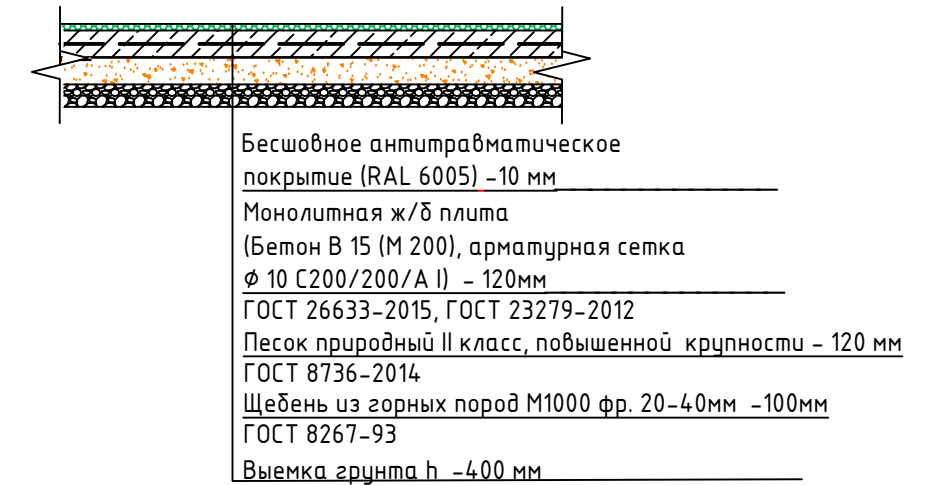 Бесшовное антитравматическое
покрытие (RAL 6005) -10 мм
Монолитная ж/б плита
(Бетон В 15 (М 200), арматурная сетка
Ф 10 С200/200/А I) - 120мм
ГОСТ 26633-2015, ГОСТ 23279-2012
Песок природный II класс, повышенной крупности - 120 мм
ГОСТ 8736-2014
Щебень из горных пород М1000 фр. 20-40мм -100мм
ГОСТ 8267-93
Выемка грунта h -400 мм